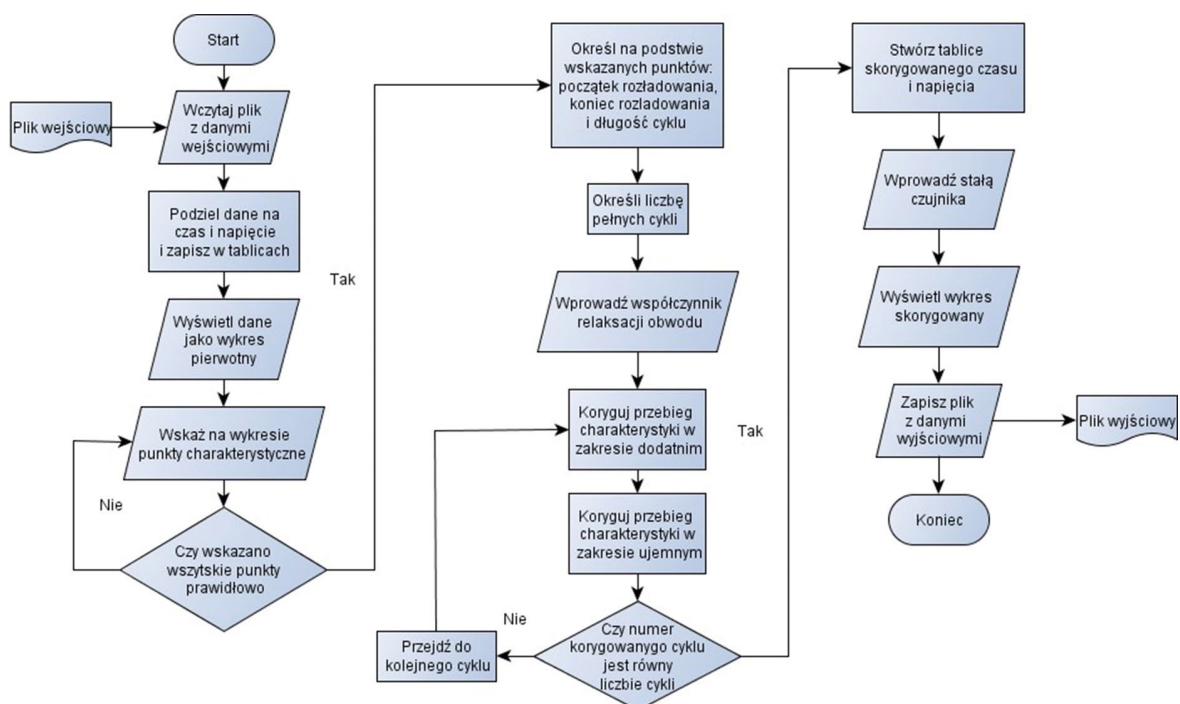 Start
Plik wejściowy
Wczytaj plik
z danymi
wejściowymi
Podziel dane na
czas i napięcie
i zapisz w tablicach
Wyświetl dane
jako wykres
pierwotny
Wskaż na wykresie
punkty charakterystyczne
Nie
Czy wskazano
wszytskie punkty
prawidłowo
Tak
Określ na podstwie
wskazanych punktów:
początek rozładowania,
koniec rozladowania
i długość cyklu
Określi liczbę
pełnych cykli
Wprowadź współczynnik
relaksacji obwodu
Koryguj przebieg
charakterystyki w
zakresie dodatnim
Koryguj przebieg
charakterystyki w
zakresie ujemnym
Czy numer
korygowanygo cyklu
jest równy
liczbie cykli
Nie
Przejdź do
kolejnego cyklu
Tak
Stwórz tablice
skorygowanego czasu
i napięcia
Wprowadź stałą
czujnika
Wyświetl wykres
skorygowany
Zapisz plik
z danymi
wyjściowymi
Plik wyjściowy
Koniec